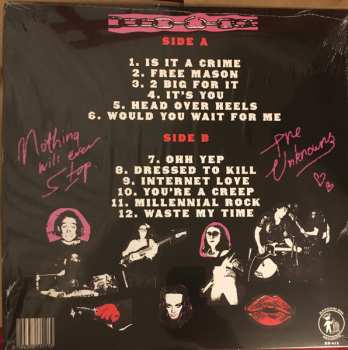 SIDE A
1. IS IT A CRIME
2. FREE MASON
3. 2 BIG FOR IT
4. IT'S YOU
5. HEAD OVER HEELS
6. WOULD YOU WAIT FOR ME
SIDE B
7. OHH YEP
8. DRESSED TO KILL
9. INTERNET LOVE
10. YOU'RE A CREEP
11. MILLENNIAL ROCK
12. WASTE MY TIME
Nothing
will ever
Stop
The
Unknowns